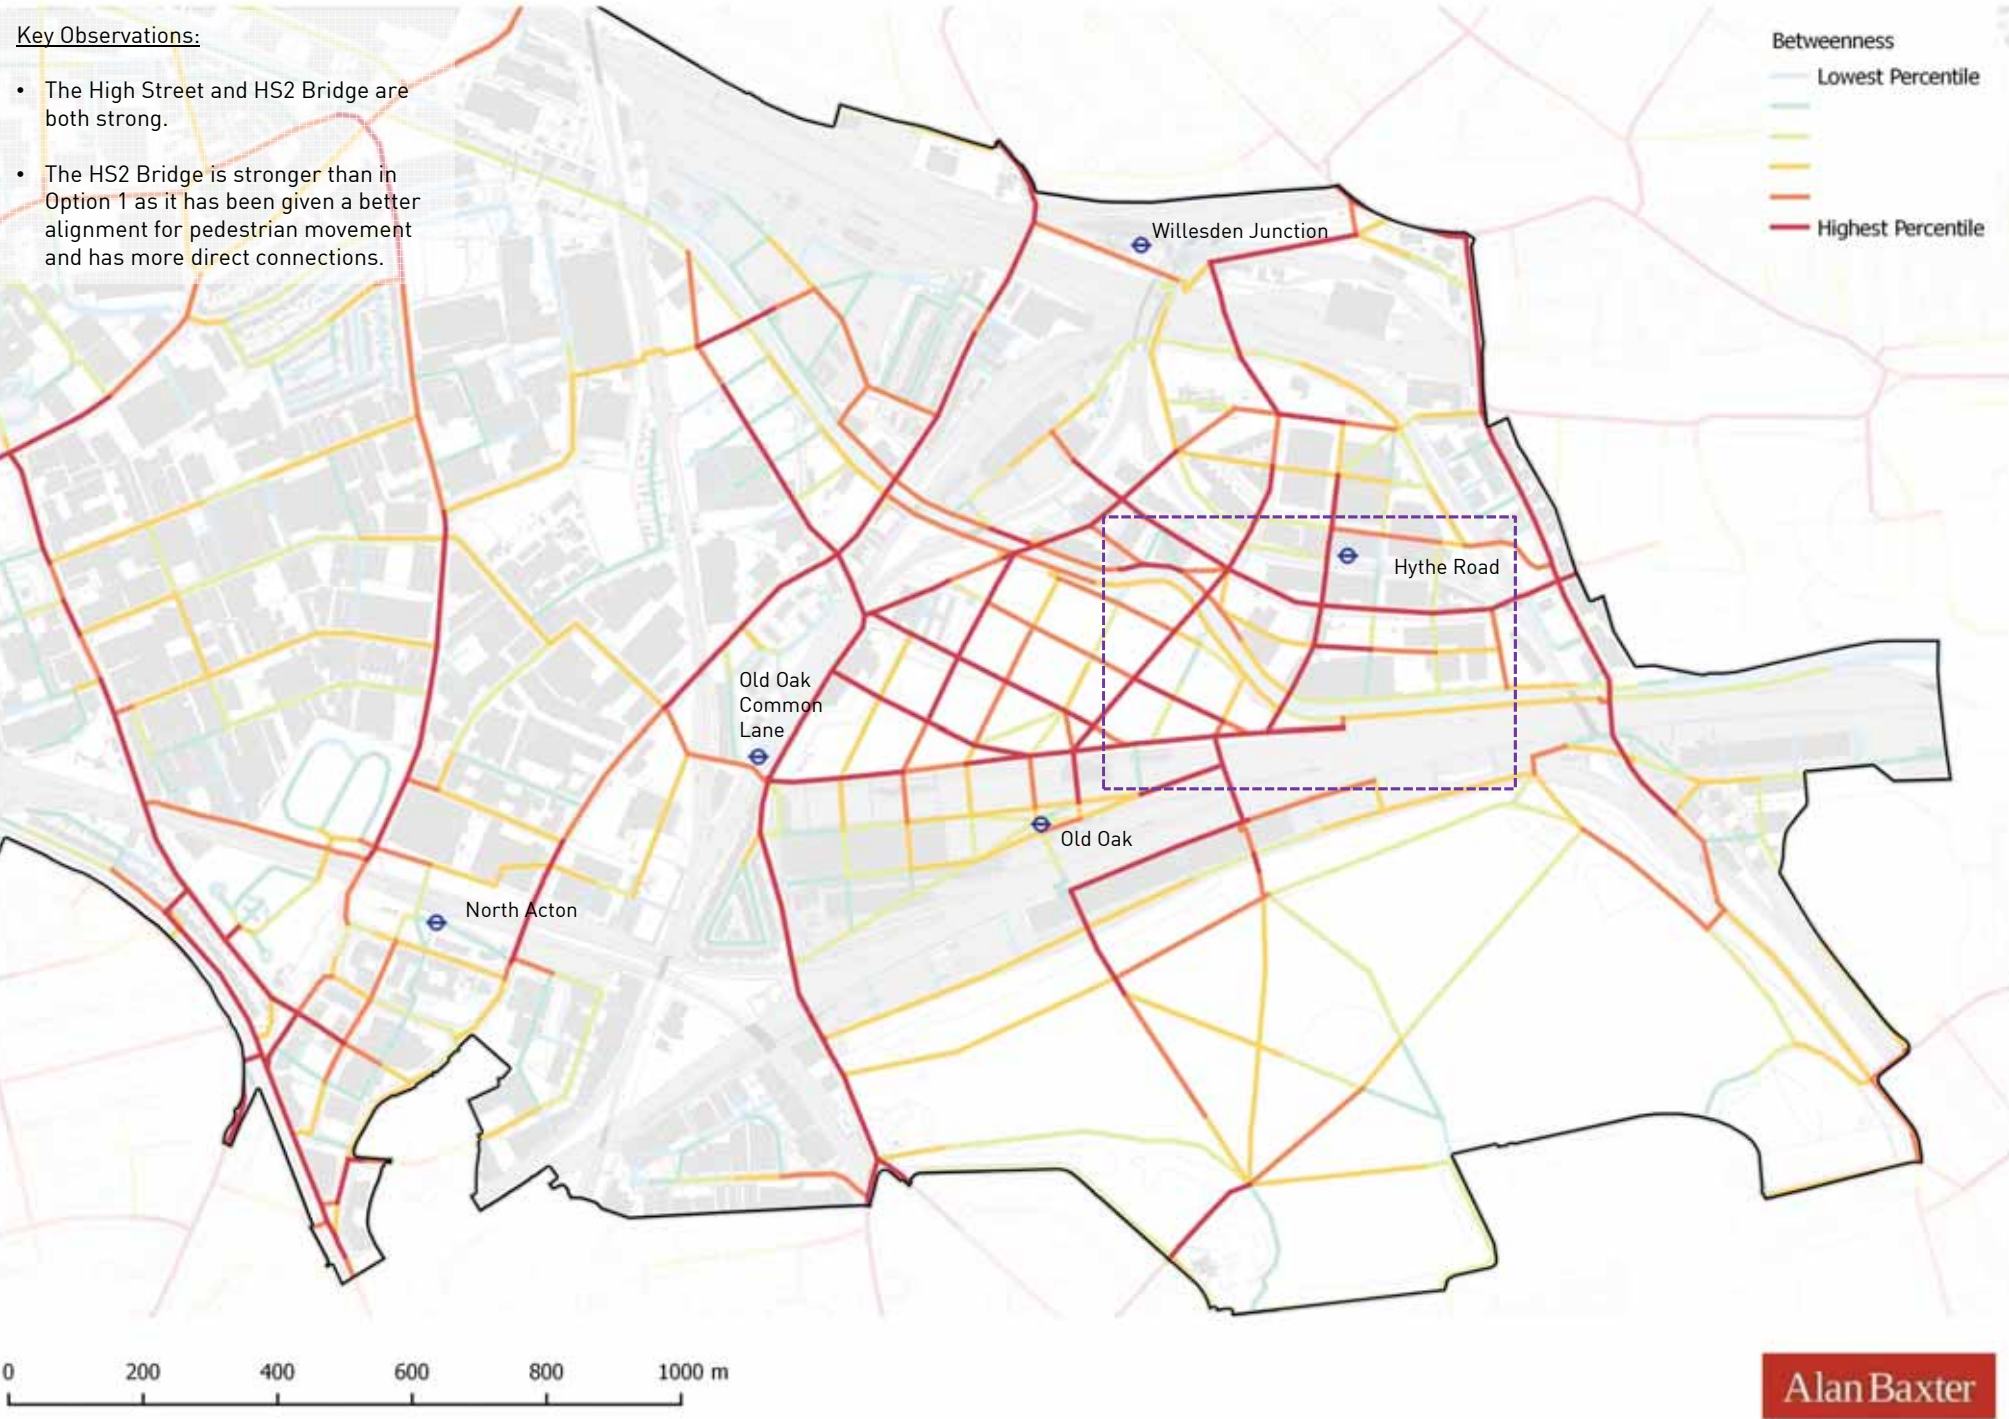 Key Observations:
• The High Street and HS2 Bridge are
both strong.
• The HS2 Bridge is stronger than in
Option 1 as it has been given a better
alignment for pedestrian movement
and has more direct connections.
Betweenness
Lowest Percentile
Highest Percentile
Willesden Junction
Hythe Road
Old Oak
Common
Lane
Old Oak
North Acton
0 200 400 600 800 1000 m
Alan Baxter